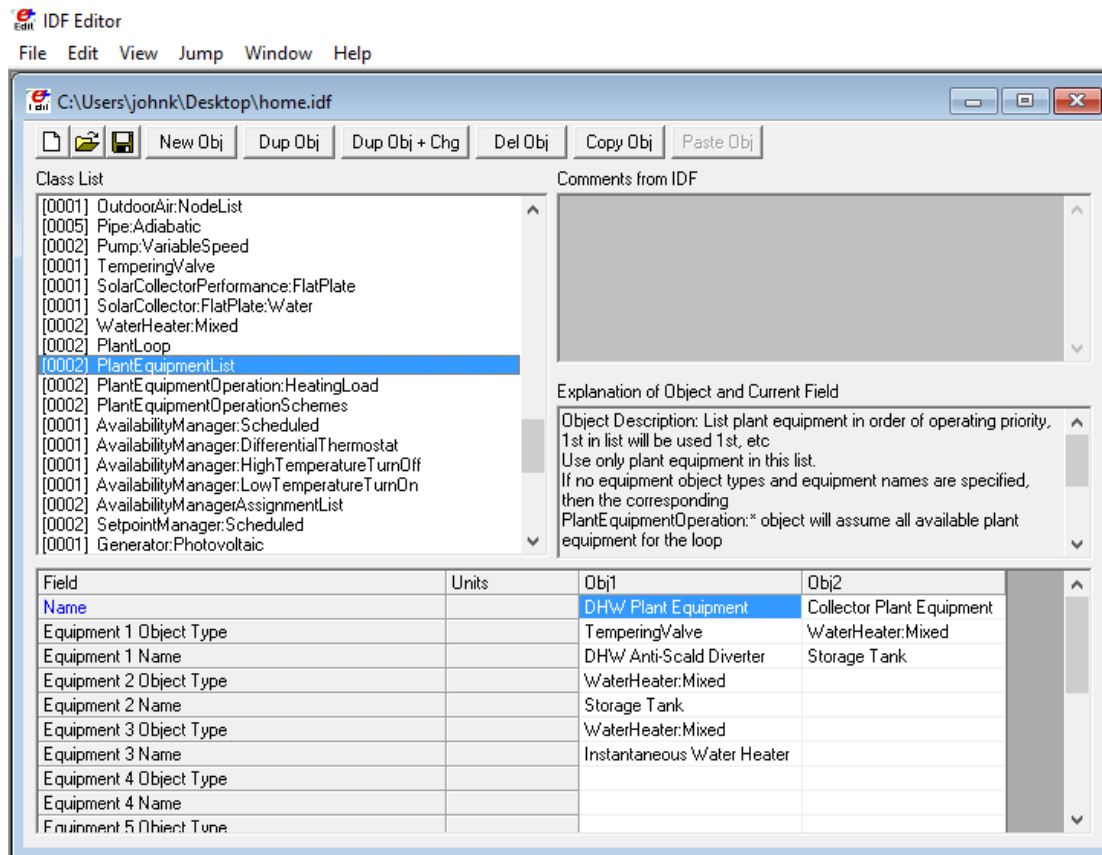 IDF Editor
File Edit View Jump Window Help
C:\Users\johnk\Desktop\home.idf
New Obj Dup Obj Dup Obj + Chg Del Obj Copy Obj Paste Obj
Class List
[0001] OutdoorAir:NodeList
[0005] Pipe:Adiabatic
[0002] Pump:VariableSpeed
[0001] TemperingValve
[0001] SolarCollectorPerformance:FlatPlate
[0001] SolarCollector:FlatPlate:Water
[0002] WaterHeater:Mixed
[0002] PlantLoop
[0002] PlantEquipmentList
[0002] PlantEquipmentOperation:HeatingLoad
[0002] PlantEquipmentOperationSchemes
[0001] AvailabilityManager:Scheduled
[0001] AvailabilityManager:DifferentialThermostat
[0001] AvailabilityManager:HighTemperatureTurnOff
[0001] AvailabilityManager:LowTemperatureTurnOn
[0002] AvailabilityManagerAssignmentList
[0002] SetpointManager:Scheduled
[0001] Generator:Photovoltaic
Comments from IDF
Explanation of Object and Current Field
Object Description: List plant equipment in order of operating priority,
1st in list will be used 1st, etc
Use only plant equipment in this list.
If no equipment object types and equipment names are specified,
then the corresponding
PlantEquipmentOperation:* object will assume all available plant
equipment for the loop
Field Units Obj1 Obj2
Name DHW Plant Equipment Collector Plant Equipment
Equipment 1 Object Type TemperingValve WaterHeater:Mixed
Equipment 1 Name DHW Anti-Scald Diverter Storage Tank
Equipment 2 Object Type WaterHeater:Mixed
Equipment 2 Name Storage Tank
Equipment 3 Object Type WaterHeater:Mixed
Equipment 3 Name Instantaneous Water Heater
Equipment 4 Object Type
Equipment 4 Name
Equipment 5 Object Type